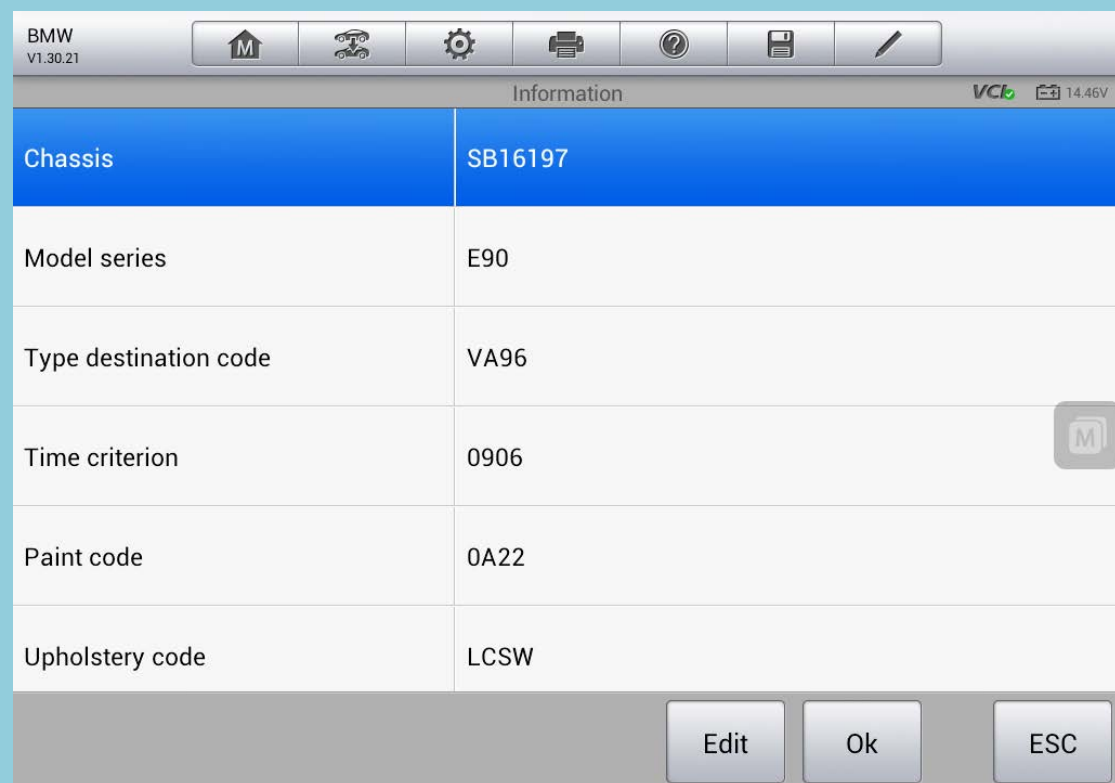 BMW
V1.30.21
M
?
Information
VCI 14.46V
Chassis SB16197
Model series E90
Type destination code VA96
Time criterion 0906
M
Paint code 0A22
Upholstery code LCSW
Edit Ok ESC